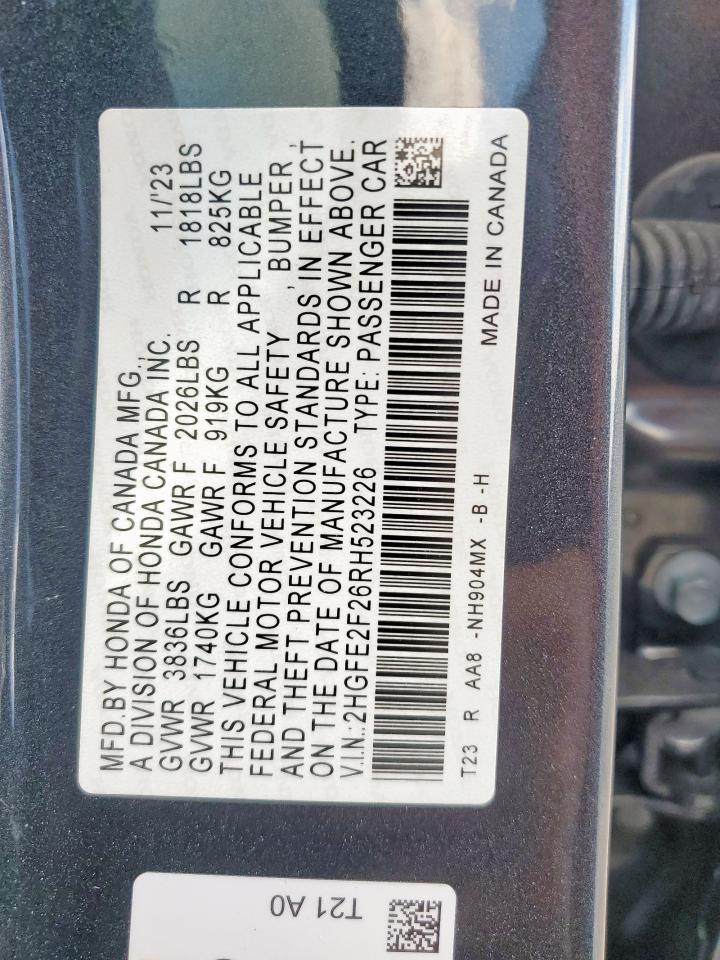 MFD.BY HONDA OF CANADA MFG., 11/'23
A DIVISION OF HONDA CANADA INC.
GVWR 3836LBS GAWR F 2026LBS R 1818LBS
GVWR 1740KG GAWR F 919KG R 825KG
THIS VEHICLE CONFORMS TO ALL APPLICABLE
FEDERAL MOTOR VEHICLE SAFETY , BUMPER ,
AND THEFT PREVENTION STANDARDS IN EFFECT
ON THE DATE OF MANUFACTURE SHOWN ABOVE.
V.I.N.:2HGFE2F26RH523226 TYPE: PASSENGER CAR
T23 R AA8 -NH904MX -B -H MADE IN CANADA
T21 A0